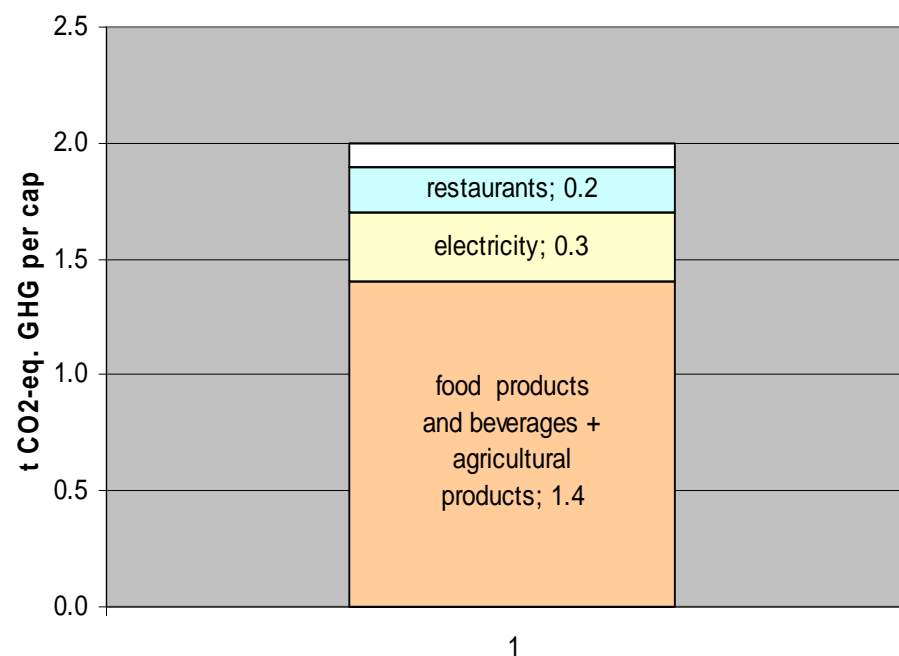 2.5
2.0
1.5
1.0
0.5
0.0
t CO2-eq. GHG per cap
restaurants; 0.2
electricity; 0.3
food products
and beverages +
agricultural
products; 1.4
1